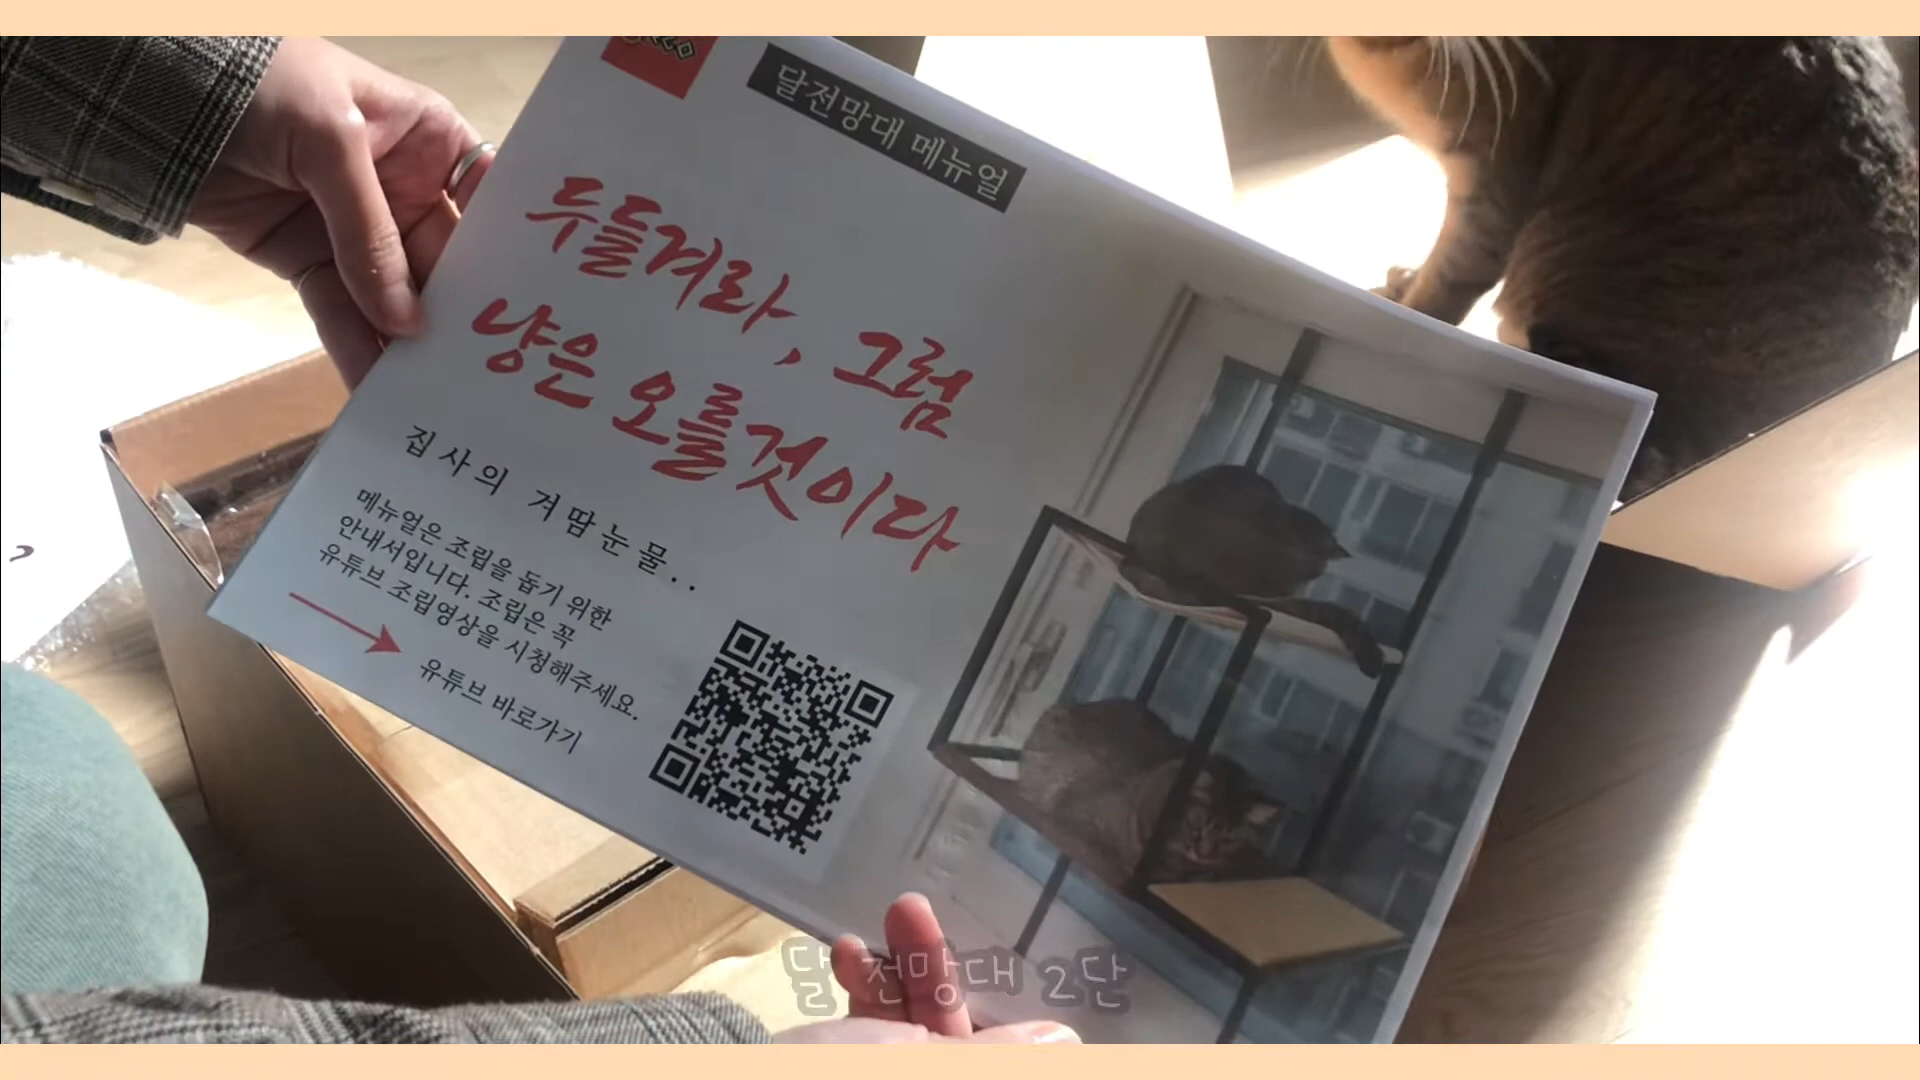 달전망대 메뉴얼
두들겨라, 그럼
냥은 오를것이다
집사의 겨땀눈물..
메뉴얼은 조립을 돕기 위한
안내서입니다. 조립은 꼭
유튜브 조립영상을 시청해주세요.
유튜브 바로가기
달 전망대 2단